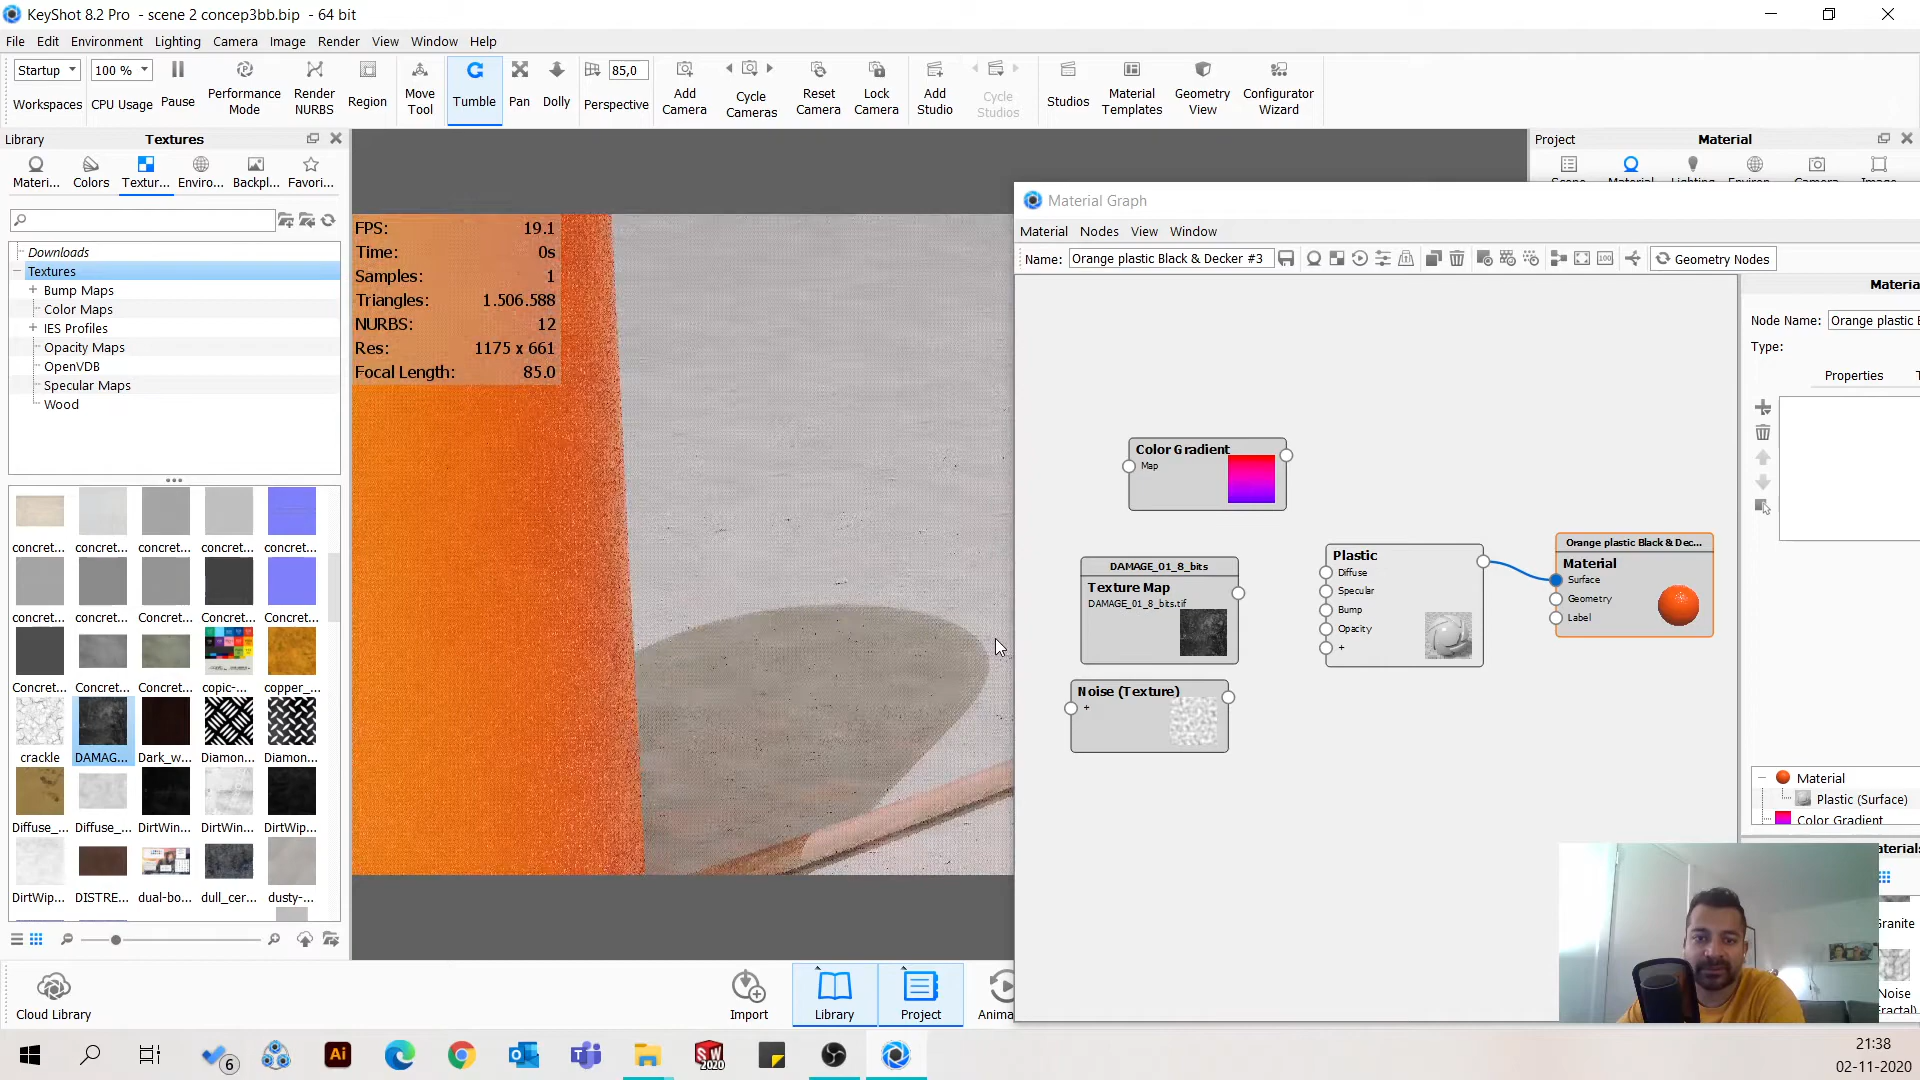 KeyShot 8.2 Pro  - scene 2 concep3bb.bip  - 64 bit
File Edit Environment Lighting Camera Image Render View Window Help
Startup 100 % 85,0
Workspaces CPU Usage Pause Performance Mode Render NURBS Region Move Tool Tumble Pan Dolly Perspective Add Camera Cycle Cameras Reset Camera Lock Camera Add Studio Cycle Studios Studios Material Templates Geometry View Configurator Wizard
Library Textures
Project Material
Materi... Colors Textur... Enviro... Backpl... Favori...
Downloads
Textures
Bump Maps
Color Maps
IES Profiles
Opacity Maps
OpenVDB
Specular Maps
Wood
concret... concret... concret... concret... concret...
concret... concret... concret... Concret... Concret...
Concret... Concret... Concret... copic-... copper_...
crackle DAMAG... Dark_w... Diamon... Diamon...
Diffuse_... Diffuse_... DirtWin... DirtWin... DirtWip...
DirtWip... DISTRE... dual-bo... dull_cer... dusty-...
FPS: 19.1
Time: 0s
Samples: 1
Triangles: 1.506.588
NURBS: 12
Res: 1175 x 661
Focal Length: 85.0
Material Graph
Material Nodes View Window
Name: Orange plastic Black & Decker #3 Geometry Nodes
Color Gradient
Map
DAMAGE_01_8_bits
Texture Map
DAMAGE_01_8_bits.tif
Noise (Texture)
+
Plastic
Diffuse
Specular
Bump
Opacity
+
Orange plastic Black & Dec...
Material
Surface
Geometry
Label
Materia
Node Name: Orange plastic B
Type:
Properties T
Material
Plastic (Surface)
Color Gradient
aterial
Granite
Noise
Cloud Library Import Library Project Anima
6
Ai
SW
2020
21:38
02-11-2020